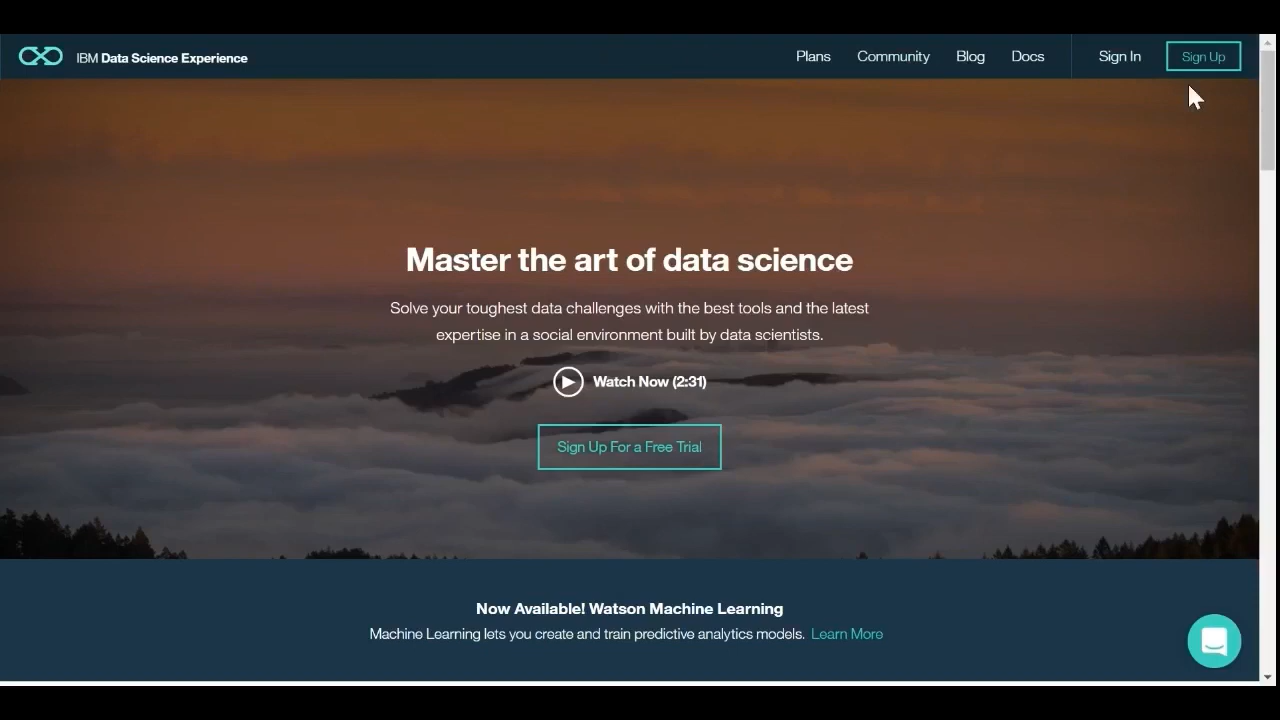 IBM Data Science Experience
Plans
Community
Blog
Docs
Sign In
Sign Up
Master the art of data science
Solve your toughest data challenges with the best tools and the latest
expertise in a social environment built by data scientists.
Watch Now (2:31)
Sign Up For a Free Trial
Now Available! Watson Machine Learning
Machine Learning lets you create and train predictive analytics models. Learn More